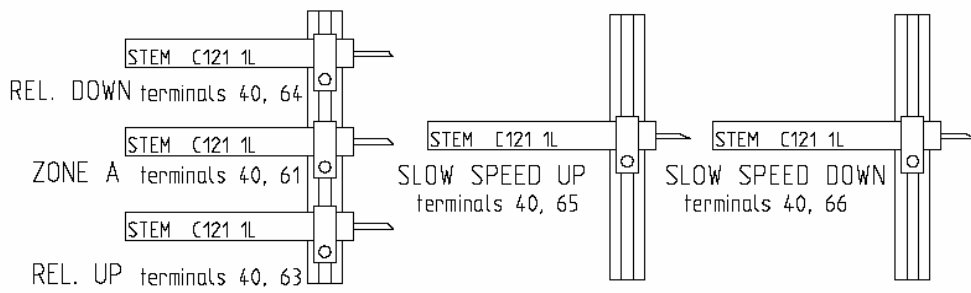 STEM C121 1L
REL. DOWN terminals 40, 64
STEM C121 1L
ZONE A terminals 40, 61
STEM C121 1L
REL. UP terminals 40, 63
STEM C121 1L
SLOW SPEED UP
terminals 40, 65
STEM C121 1L
SLOW SPEED DOWN
terminals 40, 66